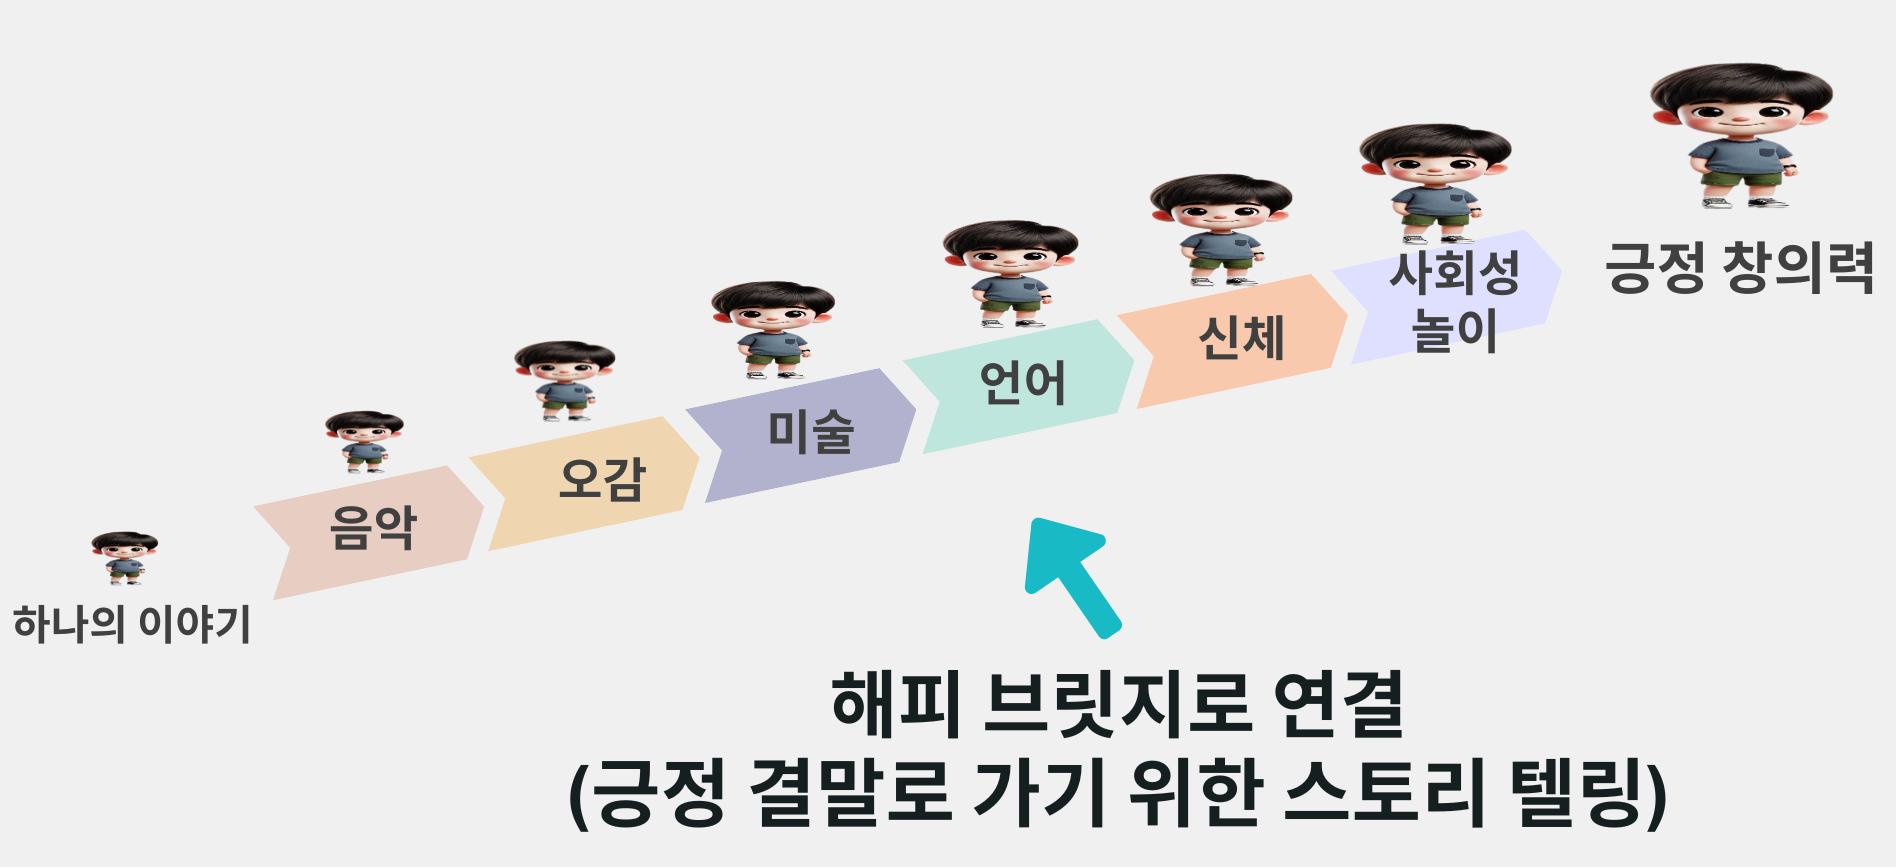 하나의 이야기
음악
오감
미술
언어
신체
사회성
놀이
긍정 창의력
해피 브릿지로 연결
(긍정 결말로 가기 위한 스토리 텔링)